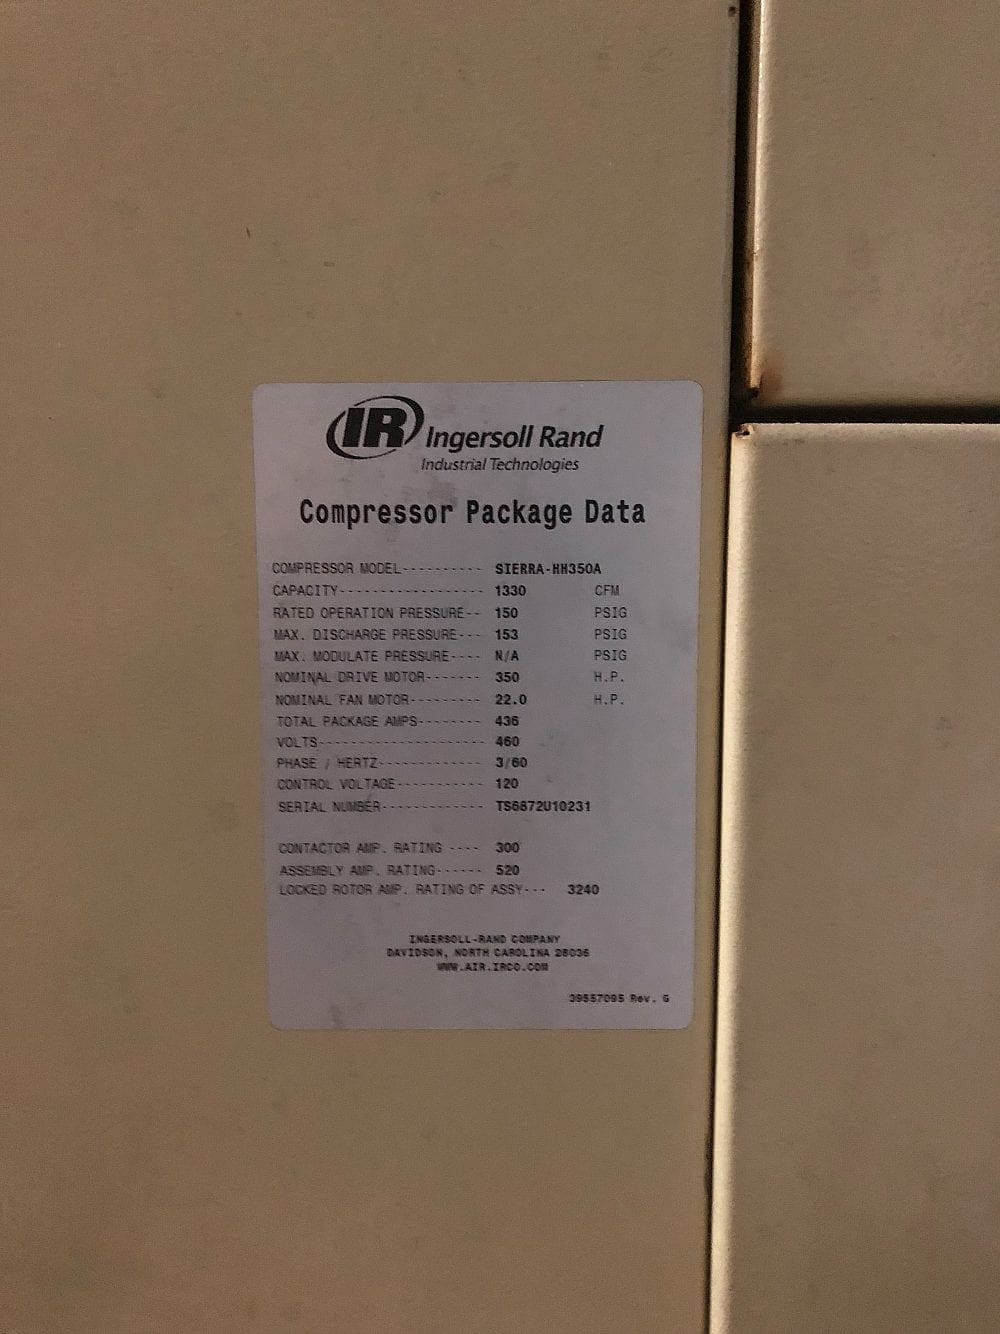 IR Ingersoll Rand
Industrial Technologies
Compressor Package Data
COMPRESSOR MODEL---------- SIERRA-HH350A
CAPACITY------------------ 1330 CFM
RATED OPERATION PRESSURE-- 150 PSIG
MAX. DISCHARGE PRESSURE--- 153 PSIG
MAX. MODULATE PRESSURE---- N/A PSIG
NOMINAL DRIVE MOTOR------- 350 H.P.
NOMINAL FAN MOTOR--------- 22.0 H.P.
TOTAL PACKAGE AMPS-------- 436
VOLTS--------------------- 460
PHASE / HERTZ------------- 3/60
CONTROL VOLTAGE----------- 120
SERIAL NUMBER------------- TS6872U10231
CONTACTOR AMP. RATING ---- 300
ASSEMBLY AMP. RATING------ 520
LOCKED ROTOR AMP. RATING OF ASSY--- 3240
INGERSOLL-RAND COMPANY
DAVIDSON, NORTH CAROLINA 28036
WWW.AIR.IRCO.COM
39557095 Rev. G